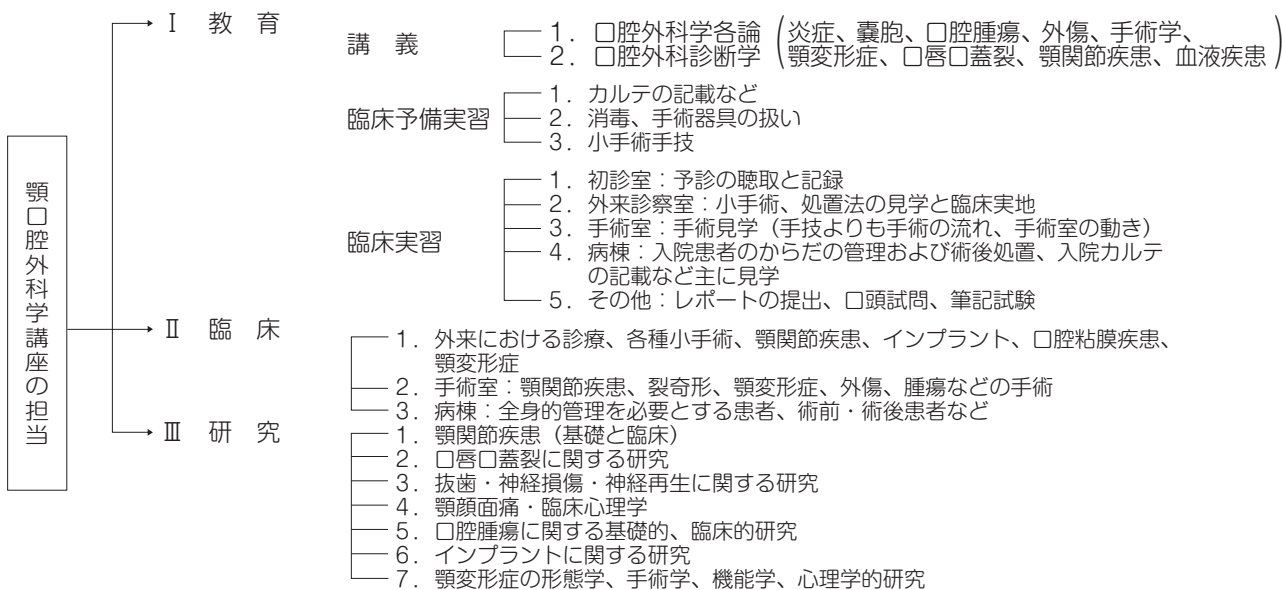 顎口腔外科学講座の担当
Ⅰ 教 育
講 義
1．口腔外科学各論（炎症、嚢胞、口腔腫瘍、外傷、手術学、
2．口腔外科診断学 顎変形症、口唇口蓋裂、顎関節疾患、血液疾患）
臨床予備実習
1．カルテの記載など
2．消毒、手術器具の扱い
3．小手術手技
臨床実習
1．初診室：予診の聴取と記録
2．外来診察室：小手術、処置法の見学と臨床実地
3．手術室：手術見学（手技よりも手術の流れ、手術室の動き）
4．病棟：入院患者のからだの管理および術後処置、入院カルテ
の記載など主に見学
5．その他：レポートの提出、口頭試問、筆記試験
Ⅱ 臨 床
1．外来における診療、各種小手術、顎関節疾患、インプラント、口腔粘膜疾患、
顎変形症
2．手術室：顎関節疾患、裂奇形、顎変形症、外傷、腫瘍などの手術
3．病棟：全身的管理を必要とする患者、術前・術後患者など
Ⅲ 研 究
1．顎関節疾患（基礎と臨床）
2．口唇口蓋裂に関する研究
3．抜歯・神経損傷・神経再生に関する研究
4．顎顔面痛・臨床心理学
5．口腔腫瘍に関する基礎的、臨床的研究
6．インプラントに関する研究
7．顎変形症の形態学、手術学、機能学、心理学的研究